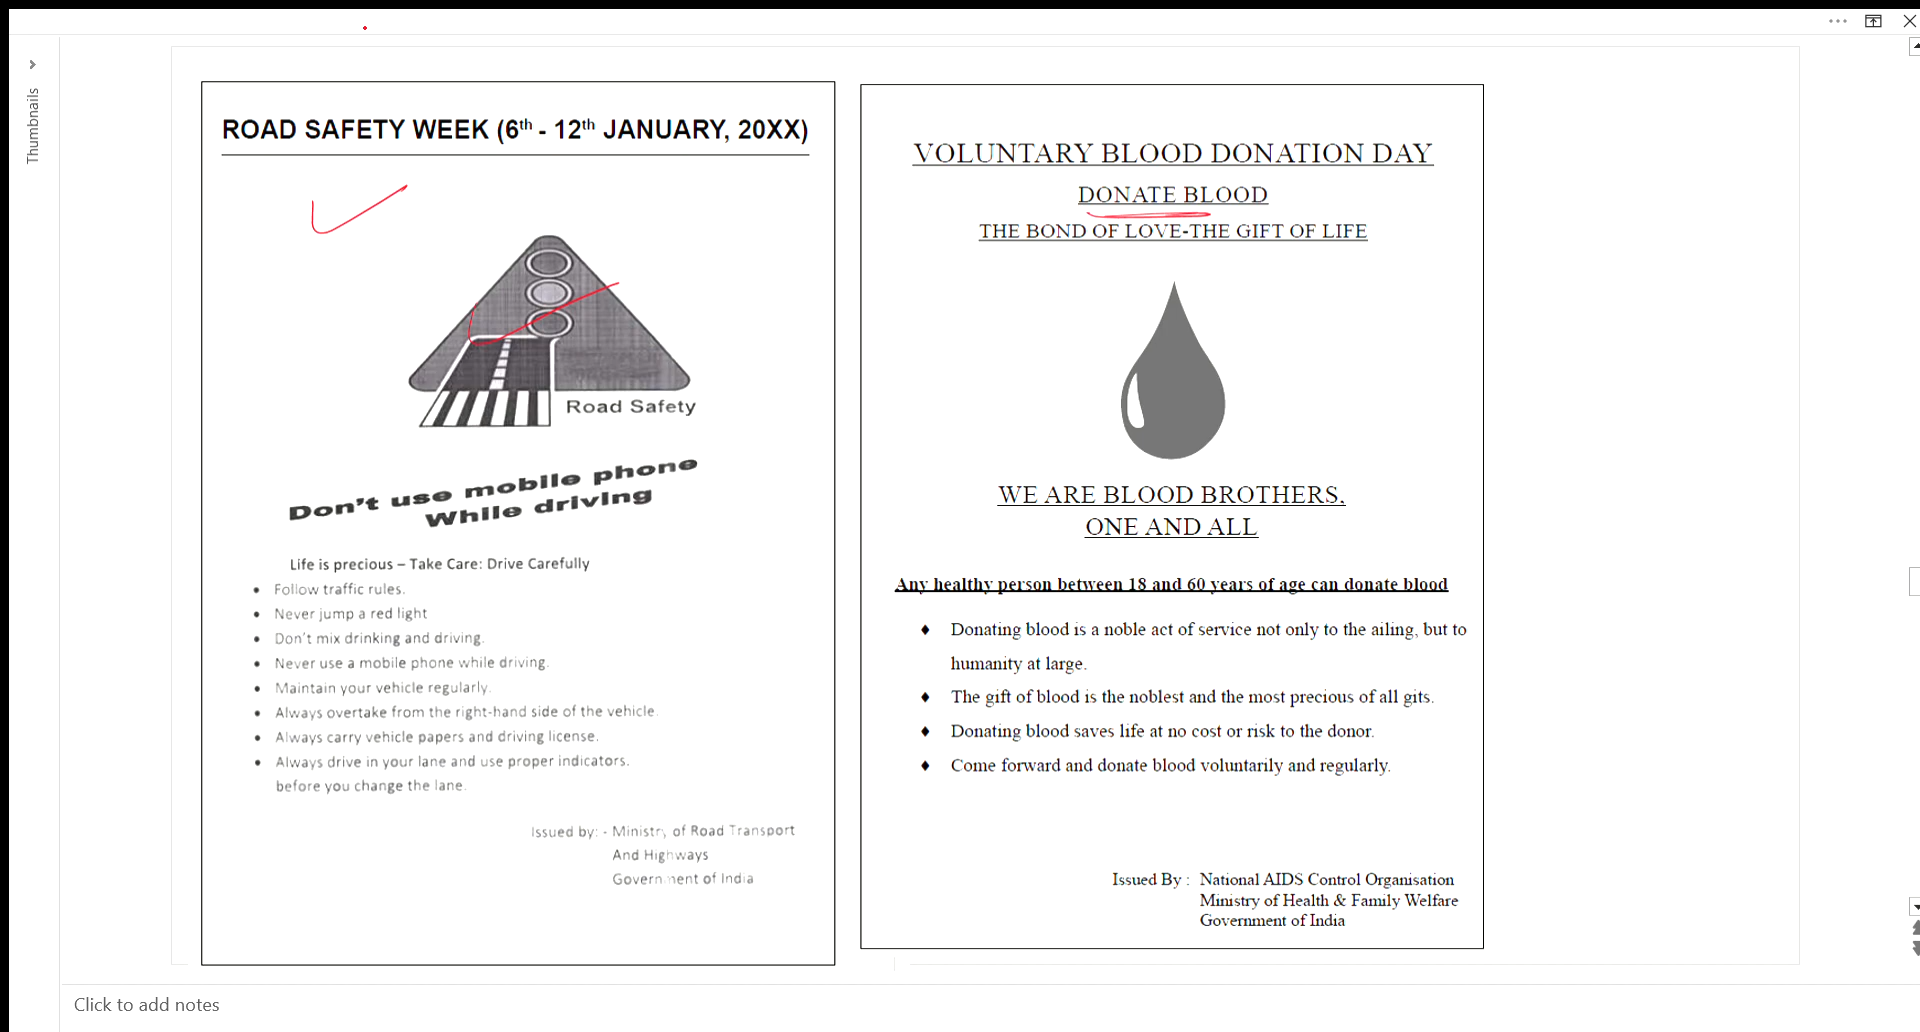 Thumbnails
ROAD SAFETY WEEK (6th - 12th JANUARY, 20XX)
Road Safety
Don't use mobile phone
While driving
Life is precious – Take Care: Drive Carefully
• Follow traffic rules.
• Never jump a red light
• Don't mix drinking and driving.
• Never use a mobile phone while driving.
• Maintain your vehicle regularly.
• Always overtake from the right-hand side of the vehicle.
• Always carry vehicle papers and driving license.
• Always drive in your lane and use proper indicators.
before you change the lane.
Issued by: - Ministry of Road Transport
And Highways
Government of India
VOLUNTARY BLOOD DONATION DAY
DONATE BLOOD
THE BOND OF LOVE-THE GIFT OF LIFE
WE ARE BLOOD BROTHERS,
ONE AND ALL
Any healthy person between 18 and 60 years of age can donate blood
♦ Donating blood is a noble act of service not only to the ailing, but to
humanity at large.
♦ The gift of blood is the noblest and the most precious of all gits.
♦ Donating blood saves life at no cost or risk to the donor.
♦ Come forward and donate blood voluntarily and regularly.
Issued By : National AIDS Control Organisation
Ministry of Health & Family Welfare
Government of India
Click to add notes